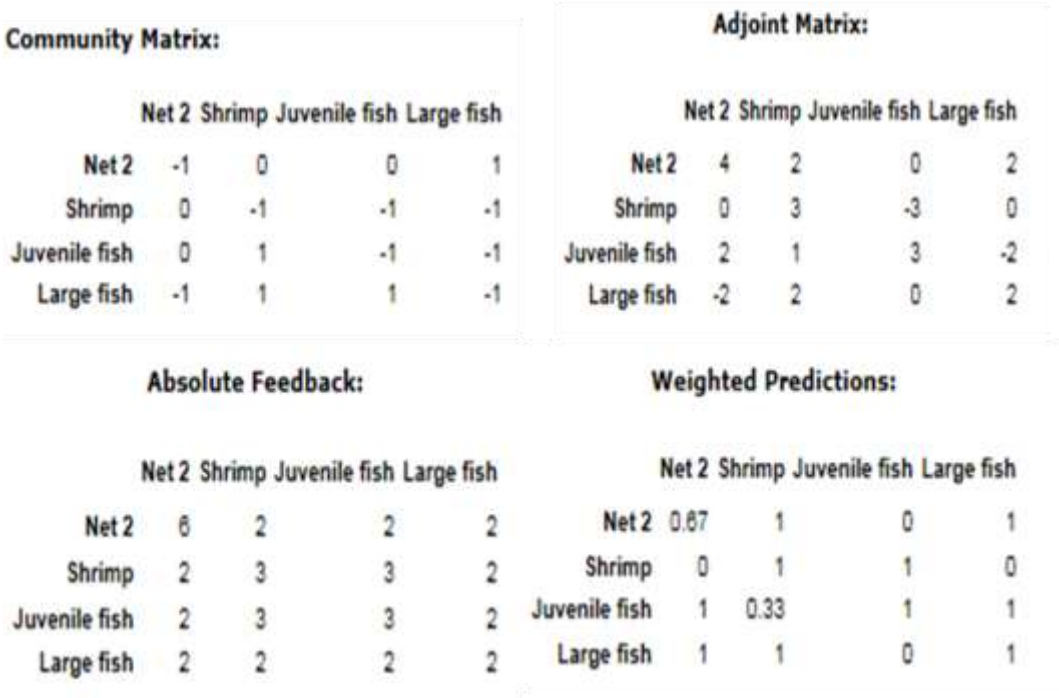 Community Matrix:
Net 2 Shrimp Juvenile fish Large fish
Net 2 -1 0 0 1
Shrimp 0 -1 -1 -1
Juvenile fish 0 1 -1 -1
Large fish -1 1 1 -1
Adjoint Matrix:
Net 2 Shrimp Juvenile fish Large fish
Net 2 4 2 0 2
Shrimp 0 3 -3 0
Juvenile fish 2 1 3 -2
Large fish -2 2 0 2
Absolute Feedback:
Net 2 Shrimp Juvenile fish Large fish
Net 2 6 2 2 2
Shrimp 2 3 3 2
Juvenile fish 2 3 3 2
Large fish 2 2 2 2
Weighted Predictions:
Net 2 Shrimp Juvenile fish Large fish
Net 2 0.67 1 0 1
Shrimp 0 1 1 0
Juvenile fish 1 0.33 1 1
Large fish 1 1 0 1